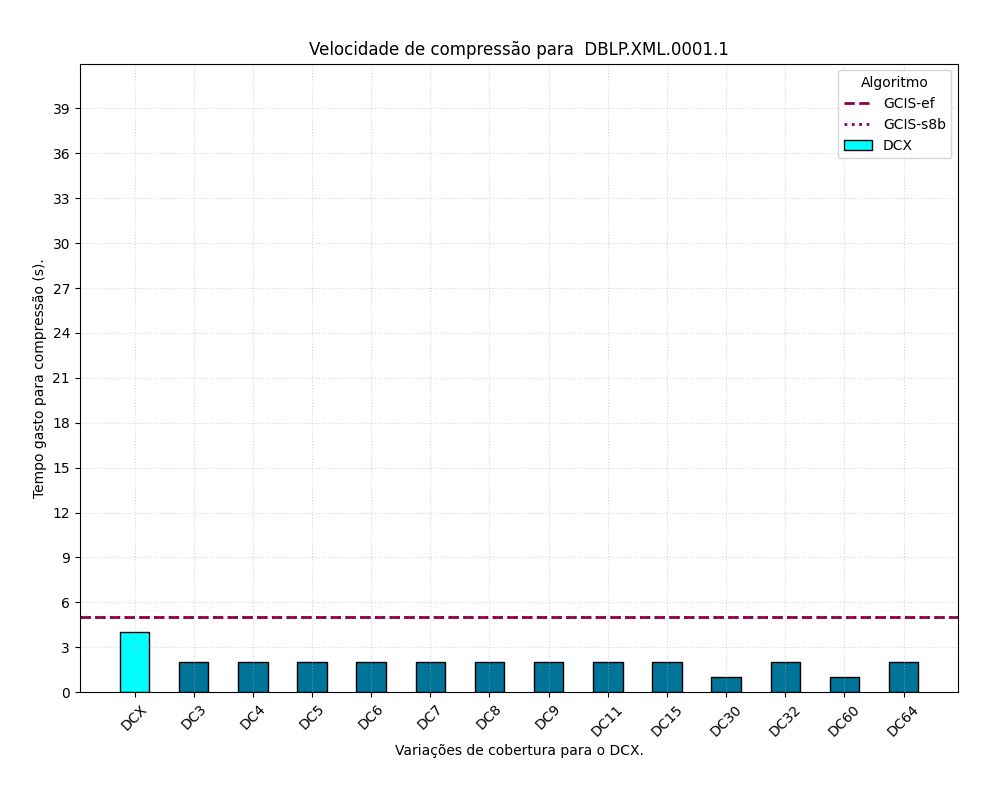 Velocidade de compressão para  DBLP.XML.0001.1
Algoritmo
GCIS-ef
GCIS-s8b
DCX
Tempo gasto para compressão (s).
39
36
33
30
27
24
21
18
15
12
9
6
3
0
DCX
DC3
DC4
DC5
DC6
DC7
DC8
DC9
DC11
DC15
DC30
DC32
DC60
DC64
Variações de cobertura para o DCX.